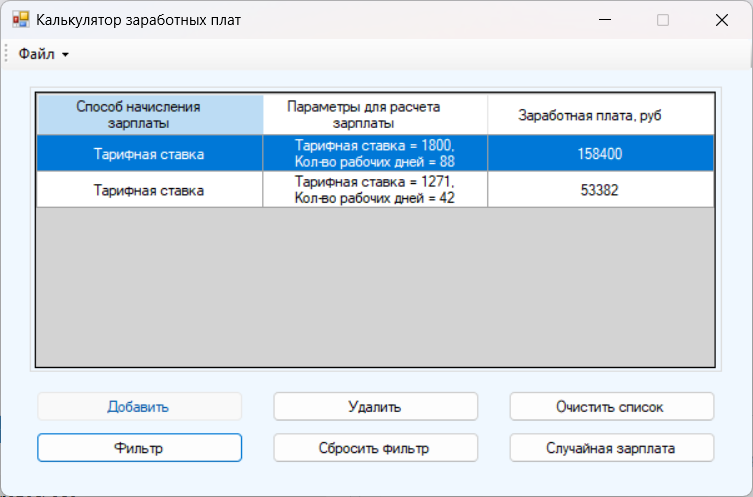 Калькулятор заработных плат
Файл
Способ начисления
зарплаты
Параметры для расчета
зарплаты
Заработная плата, руб
Тарифная ставка
Тарифная ставка = 1800,
Кол-во рабочих дней = 88
158400
Тарифная ставка
Тарифная ставка = 1271,
Кол-во рабочих дней = 42
53382
Добавить
Удалить
Очистить список
Фильтр
Сбросить фильтр
Случайная зарплата